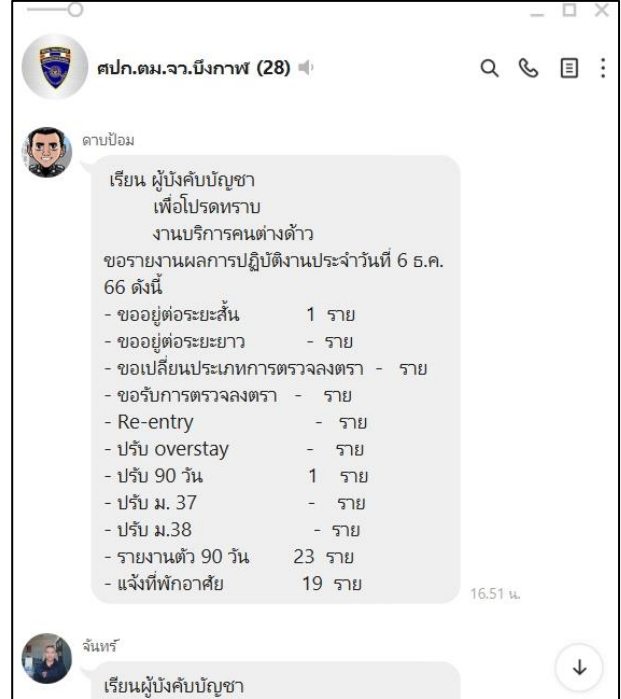 ศปก.ตม.จว.บึงกาฬ (28)
ดาบป้อม
เรียน ผู้บังคับบัญชา
เพื่อโปรดทราบ
งานบริการคนต่างด้าว
ขอรายงานผลการปฏิบัติงานประจำวันที่ 6 ธ.ค.
66 ดังนี้
- ขออยู่ต่อระยะสั้น 1 ราย
- ขออยู่ต่อระยะยาว - ราย
- ขอเปลี่ยนประเภทการตรวจลงตรา - ราย
- ขอรับการตรวจลงตรา - ราย
- Re-entry - ราย
- ปรับ overstay - ราย
- ปรับ 90 วัน 1 ราย
- ปรับ ม. 37 - ราย
- ปรับ ม.38 - ราย
- รายงานตัว 90 วัน 23 ราย
- แจ้งที่พักอาศัย 19 ราย
16.51 น.
จันทร์
เรียนผู้บังคับบัญชา